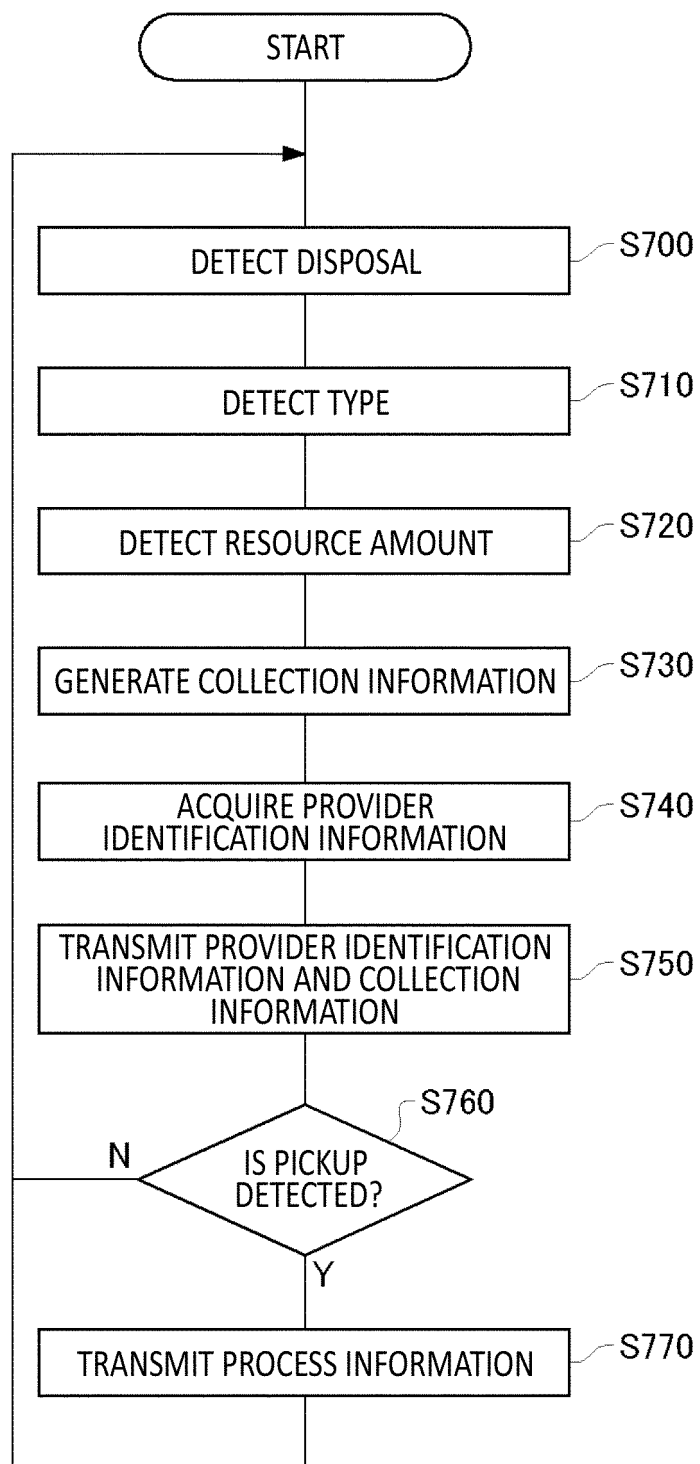 START
DETECT DISPOSAL
S700
DETECT TYPE
S710
DETECT RESOURCE AMOUNT
S720
GENERATE COLLECTION INFORMATION
S730
ACQUIRE PROVIDER
IDENTIFICATION INFORMATION
S740
TRANSMIT PROVIDER IDENTIFICATION
INFORMATION AND COLLECTION
INFORMATION
S750
S760
IS PICKUP
DETECTED?
N
Y
TRANSMIT PROCESS INFORMATION
S770